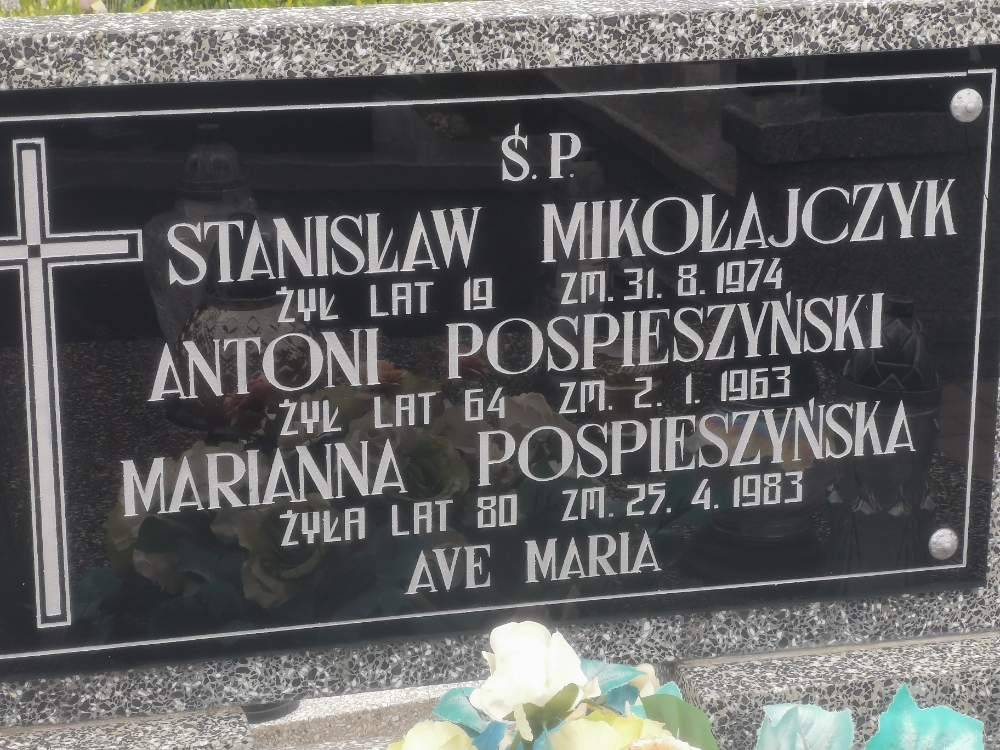 Ś.P.
STANISŁAW MIKOŁAJCZYK
ŻYŁ LAT 19 ZM. 31. 8. 1974
ANTONI POSPIESZYŃSKI
ŻYŁ LAT 64 ZM. 2. 1. 1963
MARIANNA POSPIESZYŃSKA
ŻYŁA LAT 80 ZM. 25. 4. 1983
AVE MARIA